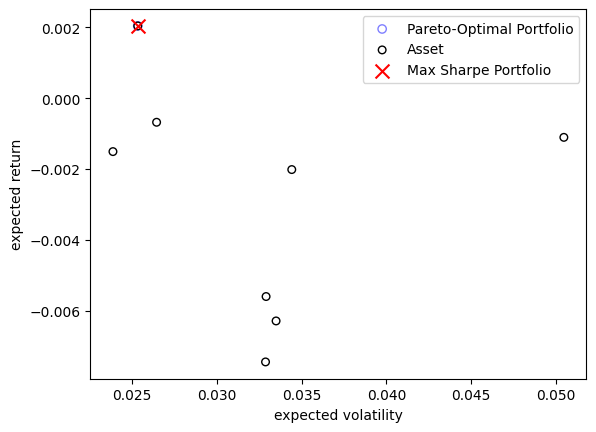 Pareto-Optimal Portfolio
Asset
Max Sharpe Portfolio
0.002
0.000
−0.002
−0.004
−0.006
expected return
0.025
0.030
0.035
0.040
0.045
0.050
expected volatility